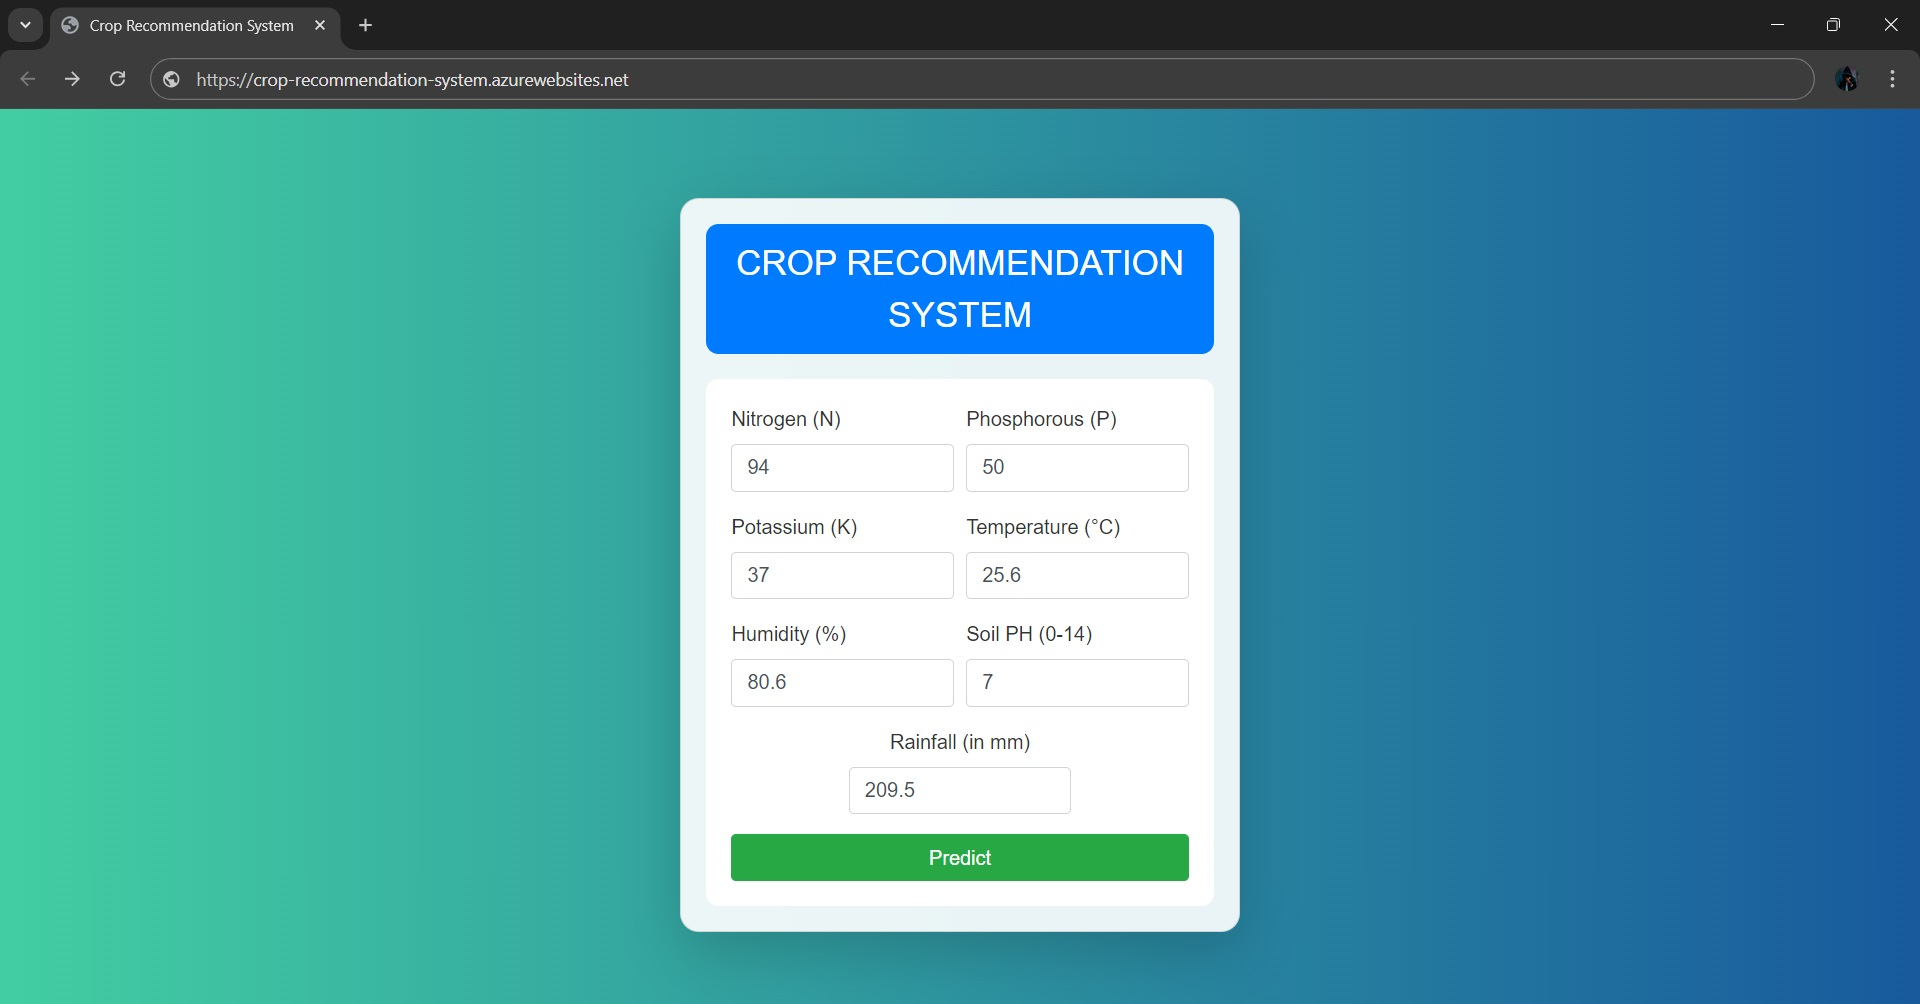 Crop Recommendation System
https://crop-recommendation-system.azurewebsites.net
CROP RECOMMENDATION
SYSTEM
Nitrogen (N)
Phosphorous (P)
94
50
Potassium (K)
Temperature (°C)
37
25.6
Humidity (%)
Soil PH (0-14)
80.6
7
Rainfall (in mm)
209.5
Predict